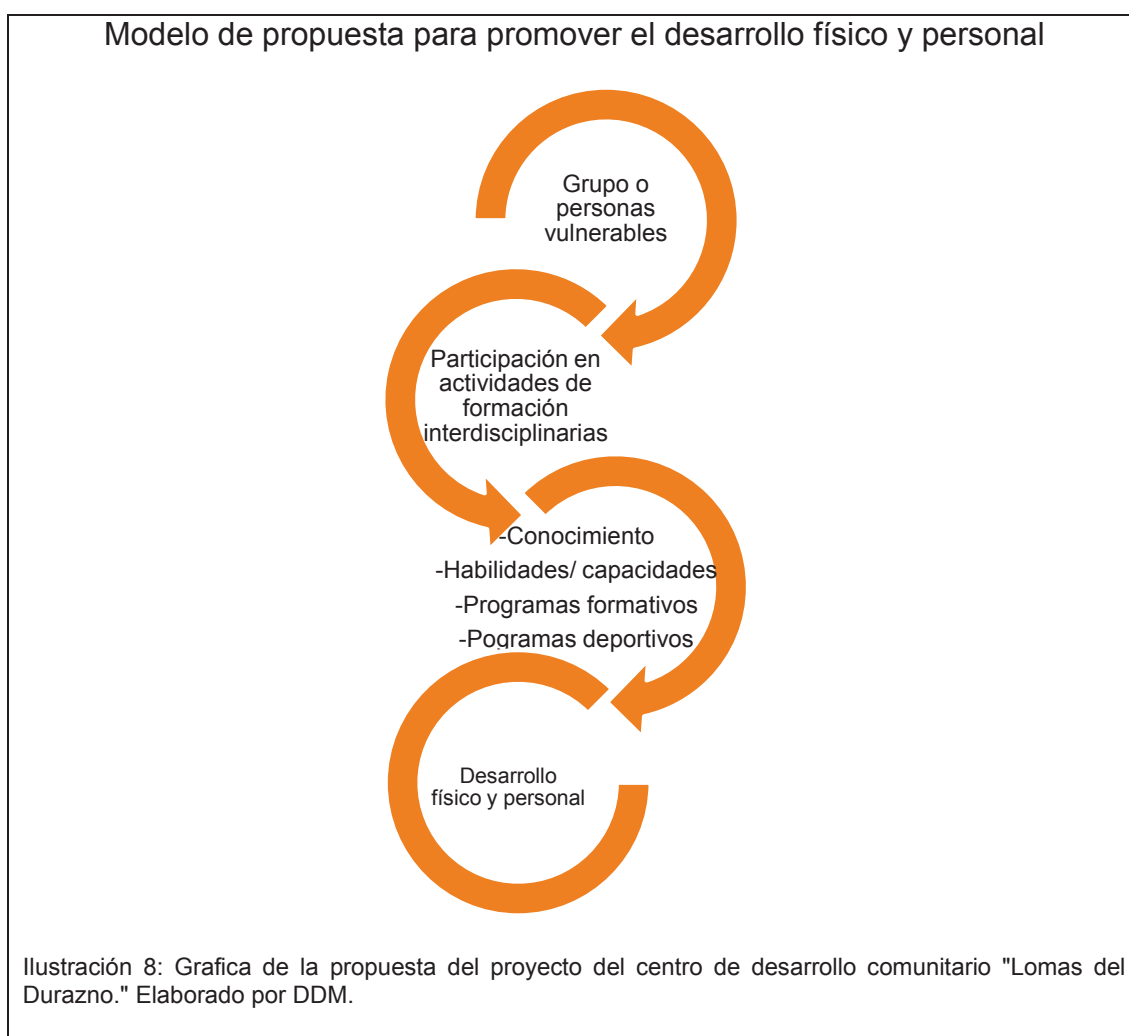 Modelo de propuesta para promover el desarrollo físico y personal
Grupo o
personas
vulnerables
Participación en
actividades de
formación
interdisciplinarias
-Conocimiento
-Habilidades/ capacidades
-Programas formativos
-Pogramas deportivos
Desarrollo
físico y personal
Ilustración 8: Grafica de la propuesta del proyecto del centro de desarrollo comunitario "Lomas del
Durazno." Elaborado por DDM.